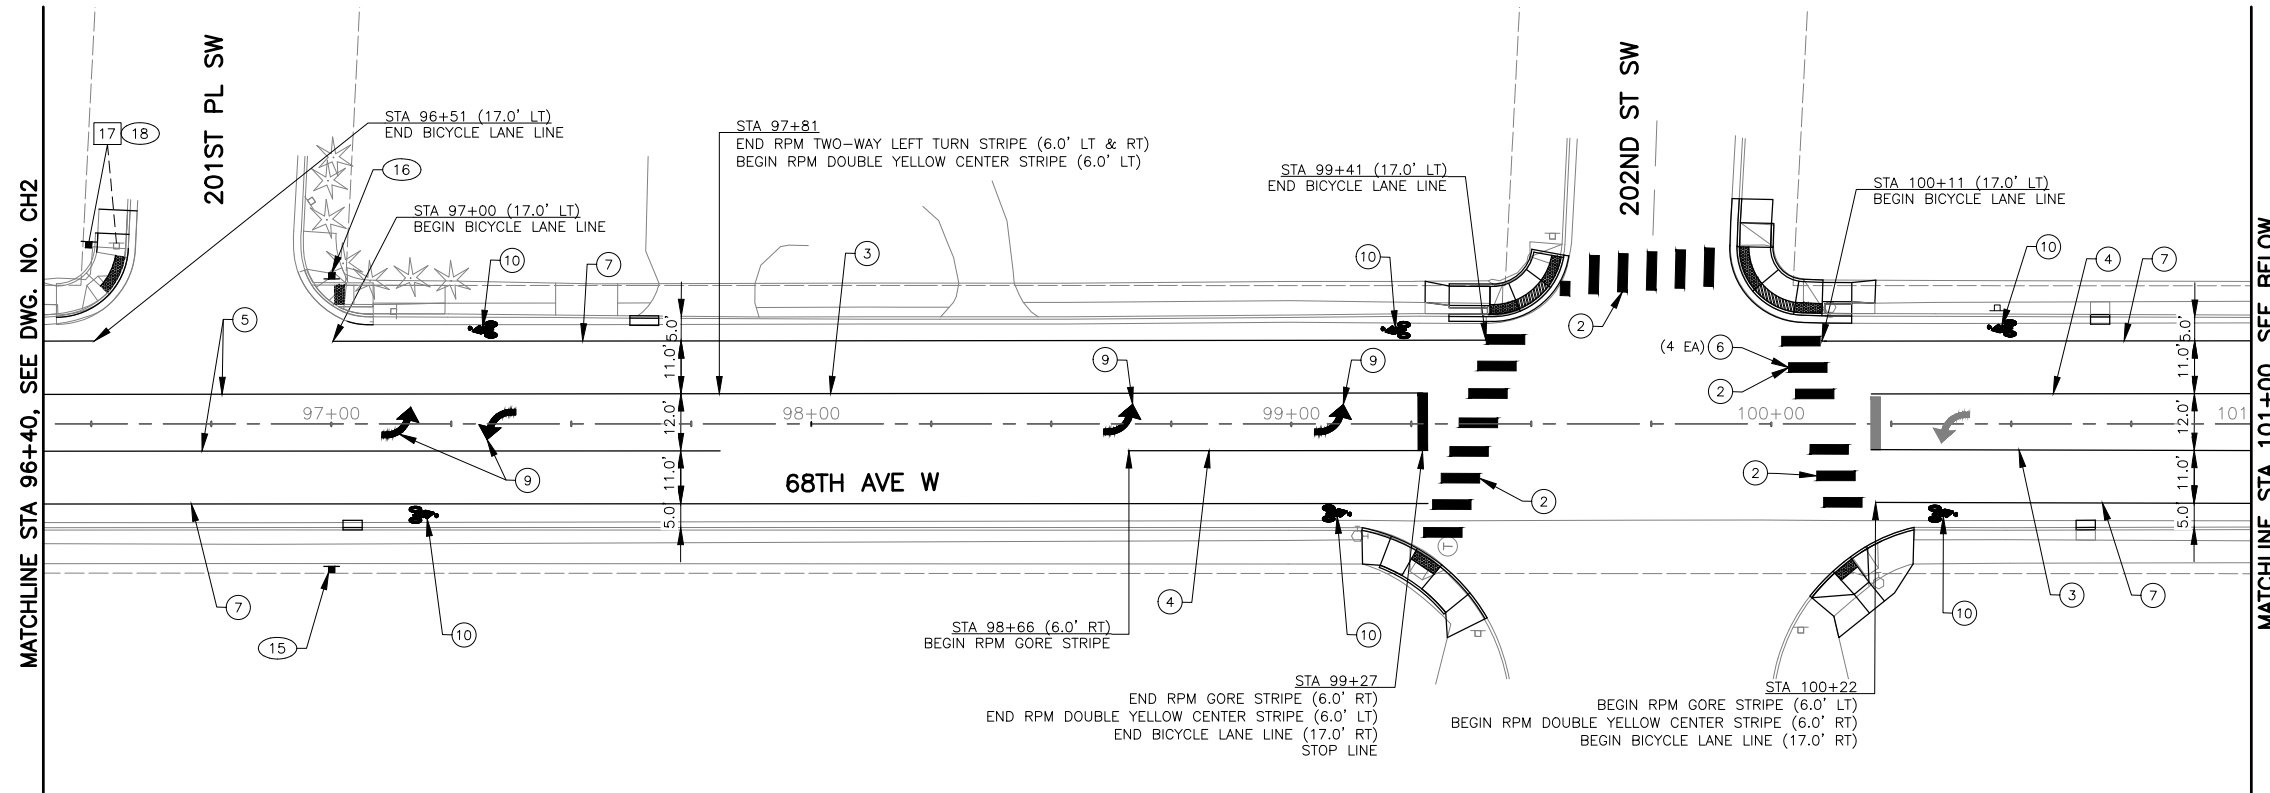 MATCHLINE STA 96+40, SEE DWG. NO. CH2
201ST PL SW
17
18
STA 96+51 (17.0' LT)
END BICYCLE LANE LINE
16
STA 97+00 (17.0' LT)
BEGIN BICYCLE LANE LINE
10
7
5
STA 97+81
END RPM TWO-WAY LEFT TURN STRIPE (6.0' LT & RT)
BEGIN RPM DOUBLE YELLOW CENTER STRIPE (6.0' LT)
3
STA 99+41 (17.0' LT)
END BICYCLE LANE LINE
10
202ND ST SW
2
STA 100+11 (17.0' LT)
BEGIN BICYCLE LANE LINE
10
4
7
(4 EA) 6
2
9
9
5.0'
11.0'
12.0'
11.0'
5.0'
5.0'
11.0'
12.0'
11.0'
5.0'
97+00
98+00
99+00
100+00
101
9
68TH AVE W
2
2
7
10
15
4
STA 98+66 (6.0' RT)
BEGIN RPM GORE STRIPE
10
T
STA 99+27
END RPM GORE STRIPE (6.0' RT)
END RPM DOUBLE YELLOW CENTER STRIPE (6.0' LT)
END BICYCLE LANE LINE (17.0' RT)
STOP LINE
10
3
7
STA 100+22
BEGIN RPM GORE STRIPE (6.0' LT)
BEGIN RPM DOUBLE YELLOW CENTER STRIPE (6.0' RT)
BEGIN BICYCLE LANE LINE (17.0' RT)
MATCHLINE STA 101+00, SEE BELOW